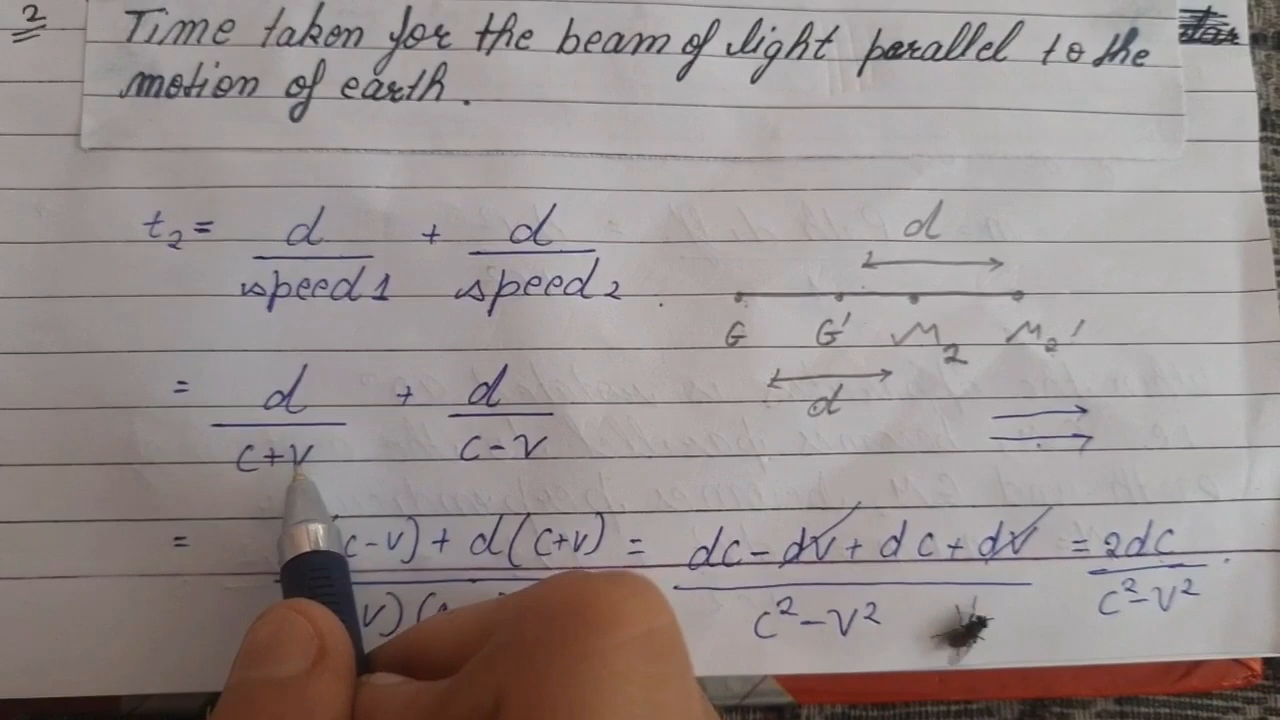 2
Time taken for the beam of light parallel to the
motion of earth.
t₂ = d/speed1 + d/speed₂.
d
G G' M₂ M₂'
d
= d/(c+v) + d/(c-v)
= c-v) + d(c+v) = (dc - dv + dc + dv)/(c²-v²) = 2dc/(c²-v²).
v)(